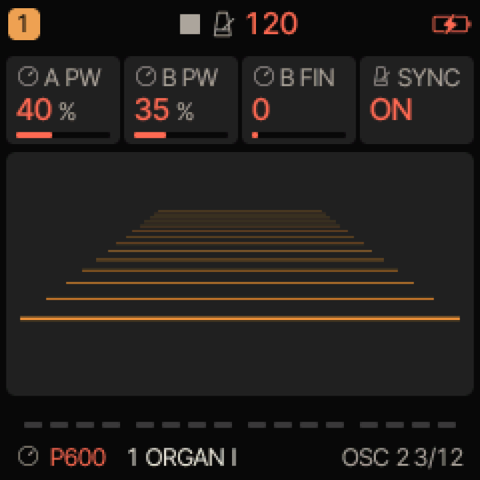 1 120
A PW B PW B FIN SYNC
40 % 35 % 0 ON
P600 1 ORGAN I OSC 2 3/12